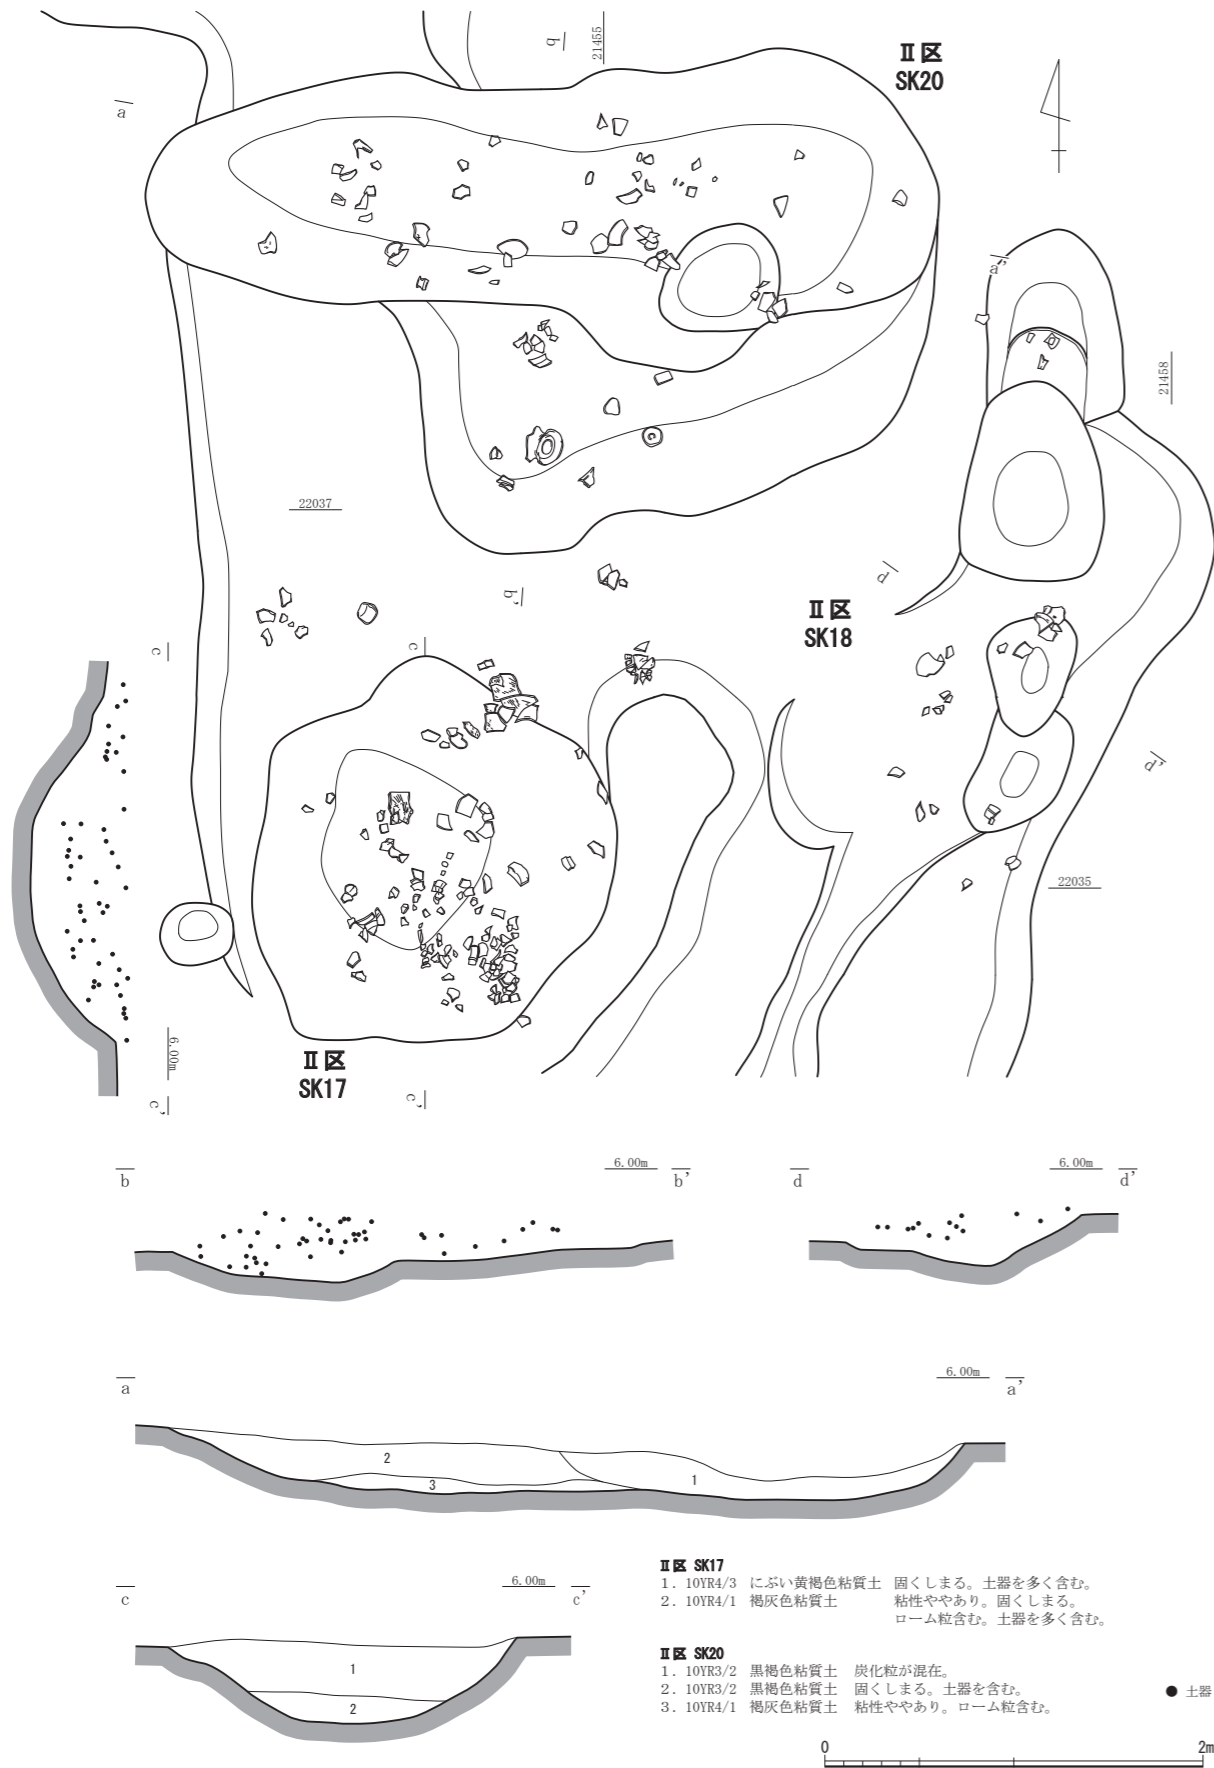 b
21455
Ⅱ区
SK20
a
a'
21458
22037
b'
d
Ⅱ区
SK18
c
c
d'
22035
6.00m
c'
Ⅱ区
SK17
c'
b
6.00m
b'
d
6.00m
d'
a
6.00m
a'
2
3
1
c
6.00m
c'
1
2
Ⅱ区 SK17
1. 10YR4/3 にぶい黄褐色粘質土 固くしまる。土器を多く含む。
2. 10YR4/1 褐灰色粘質土 粘性ややあり。固くしまる。
ローム粒含む。土器を多く含む。
Ⅱ区 SK20
1. 10YR3/2 黒褐色粘質土 炭化粒が混在。
2. 10YR3/2 黒褐色粘質土 固くしまる。土器を含む。
3. 10YR4/1 褐灰色粘質土 粘性ややあり。ローム粒含む。
● 土器
0 2m